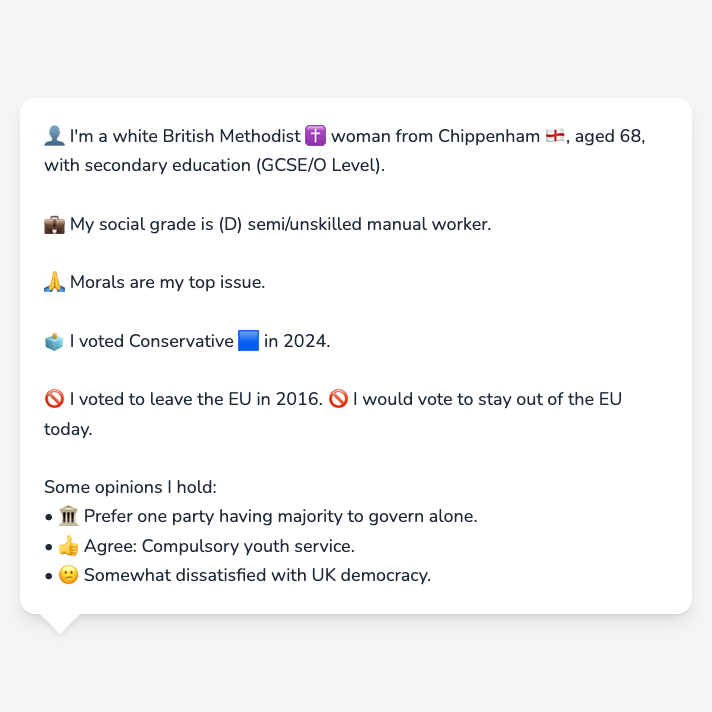 👤 I'm a white British Methodist ✝️ woman from Chippenham 🏴󠁧󠁢󠁥󠁮󠁧󠁿, aged 68,
with secondary education (GCSE/O Level).
💼 My social grade is (D) semi/unskilled manual worker.
🙏 Morals are my top issue.
🗳️ I voted Conservative 🟦 in 2024.
🚫 I voted to leave the EU in 2016. 🚫 I would vote to stay out of the EU
today.
Some opinions I hold:
• 🏛️ Prefer one party having majority to govern alone.
• 👍 Agree: Compulsory youth service.
• 😕 Somewhat dissatisfied with UK democracy.